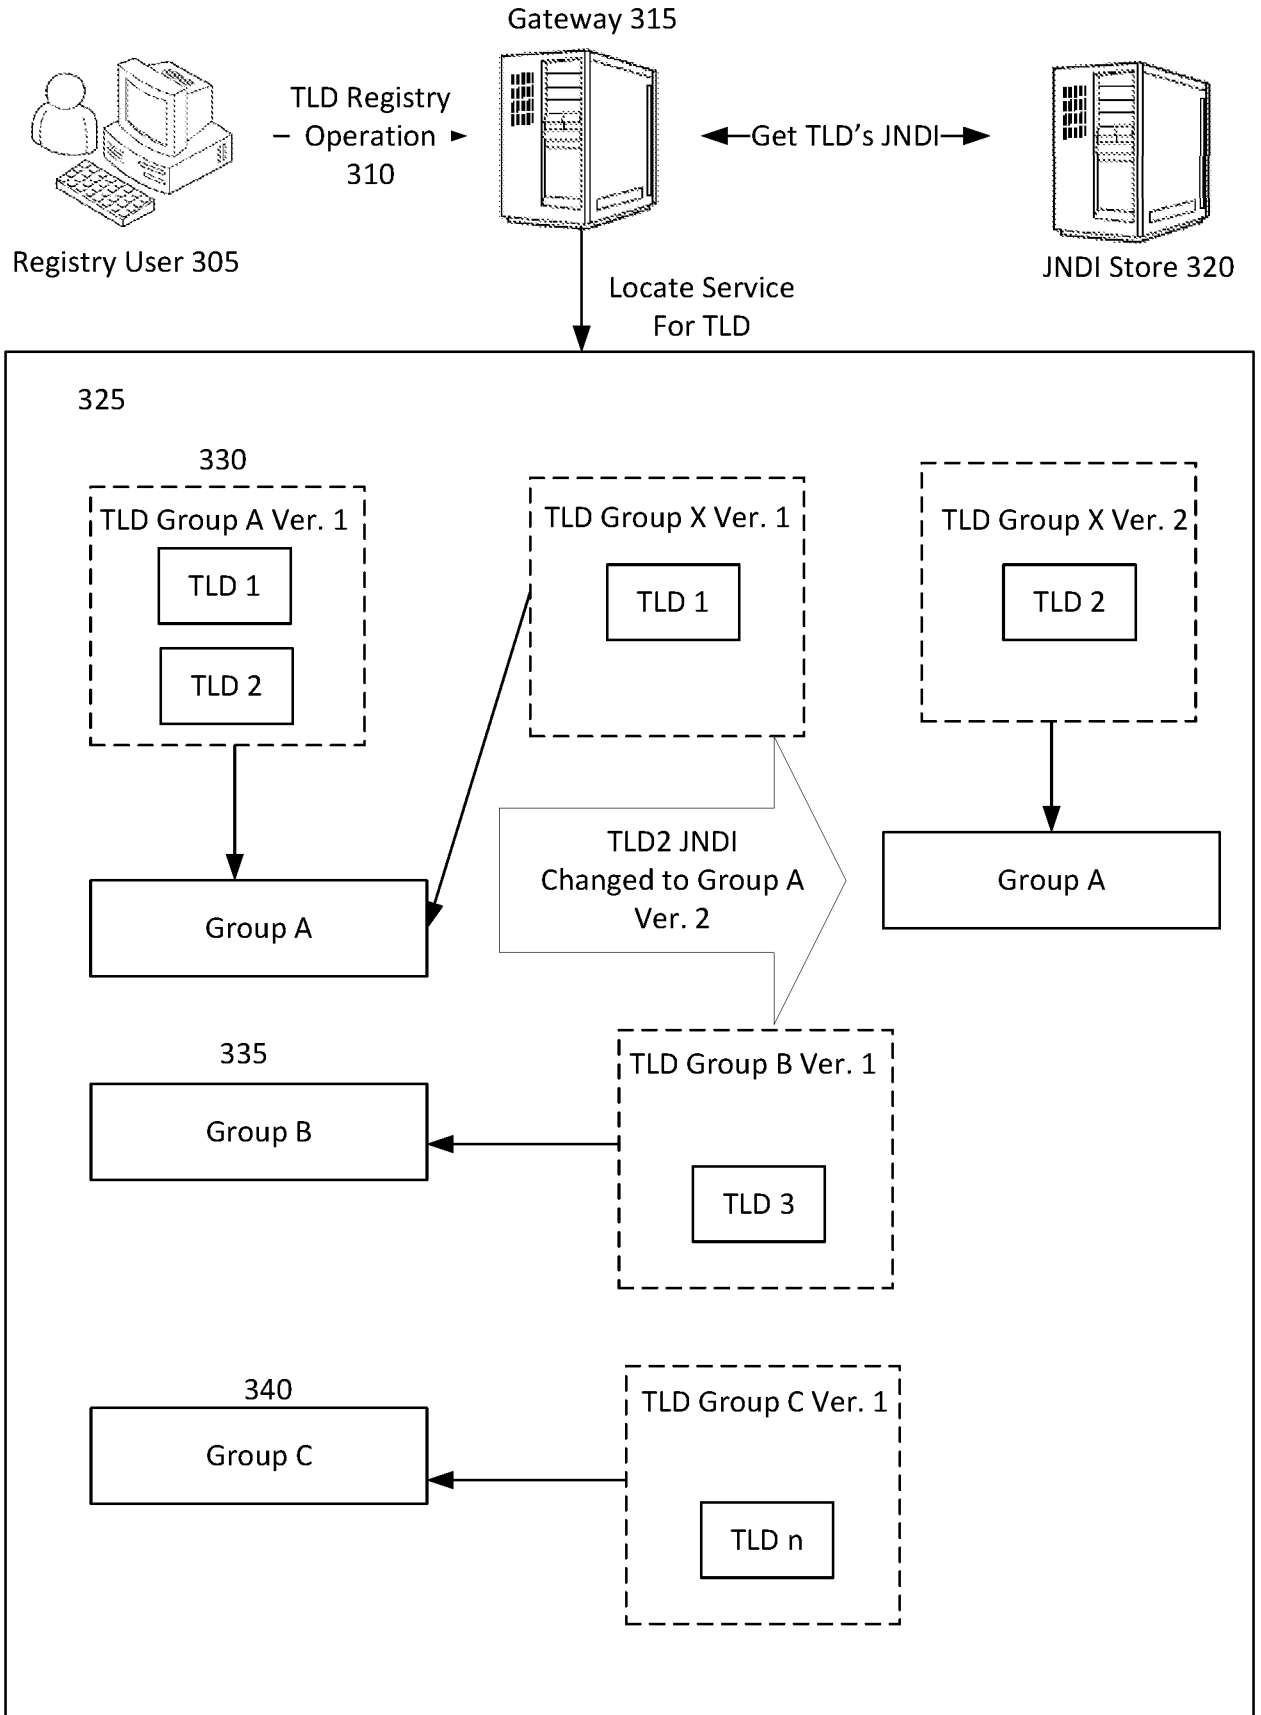 Gateway 315
TLD Registry
Operation
310
Get TLD's JNDI
Registry User 305
JNDI Store 320
Locate Service
For TLD
325
330
TLD Group A Ver. 1
TLD 1
TLD 2
TLD Group X Ver. 1
TLD 1
TLD Group X Ver. 2
TLD 2
TLD2 JNDI
Changed to Group A
Ver. 2
Group A
Group A
335
Group B
TLD Group B Ver. 1
TLD 3
340
Group C
TLD Group C Ver. 1
TLD n